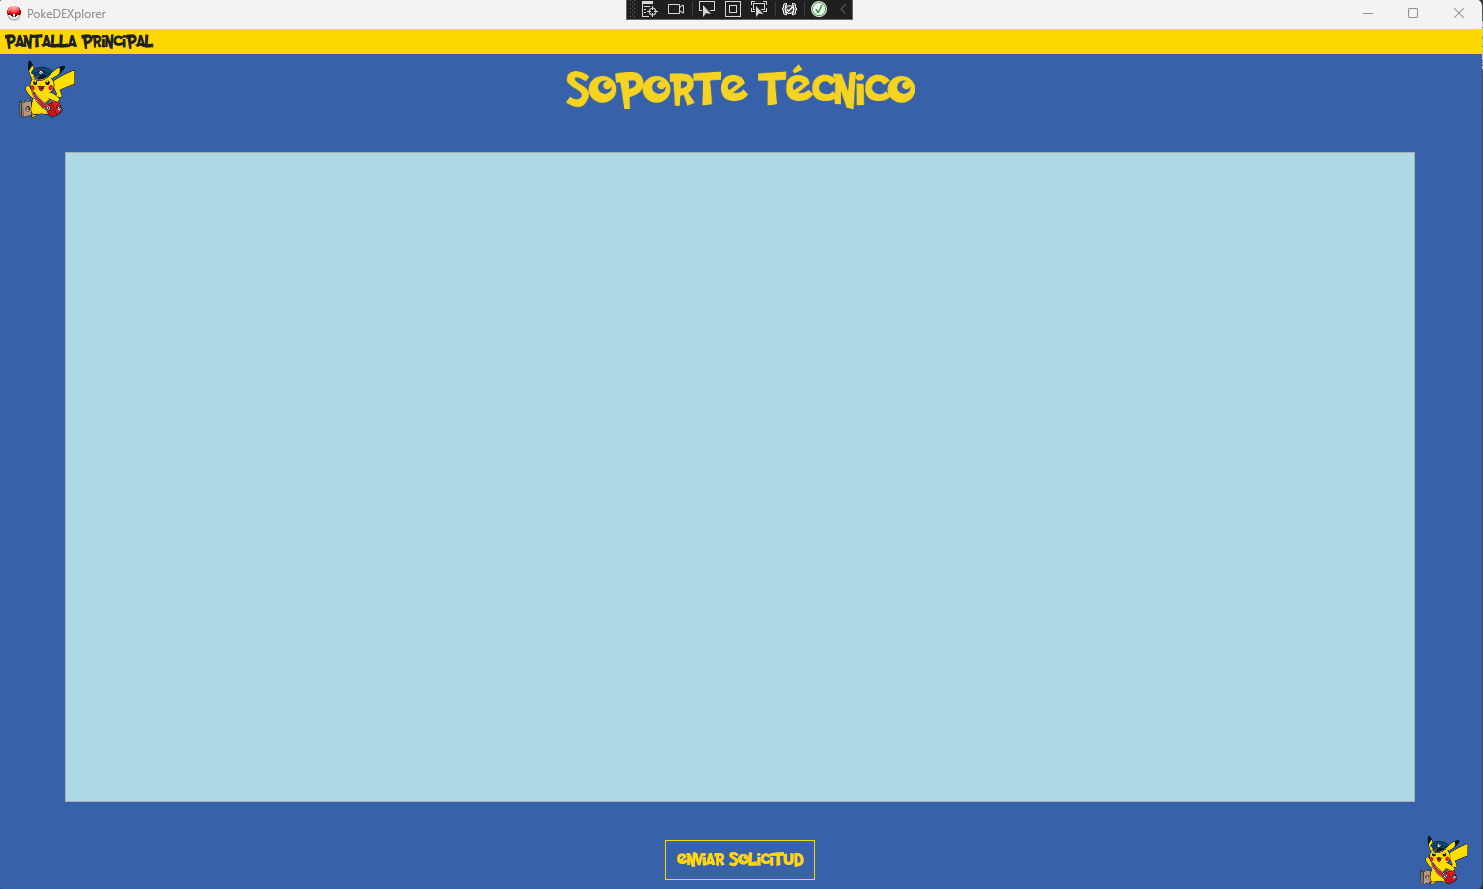 PokeDEXplorer
PANTALLA PRINCIPAL
SOPORTE TÉCNICO
ENVIAR SOLICITUD